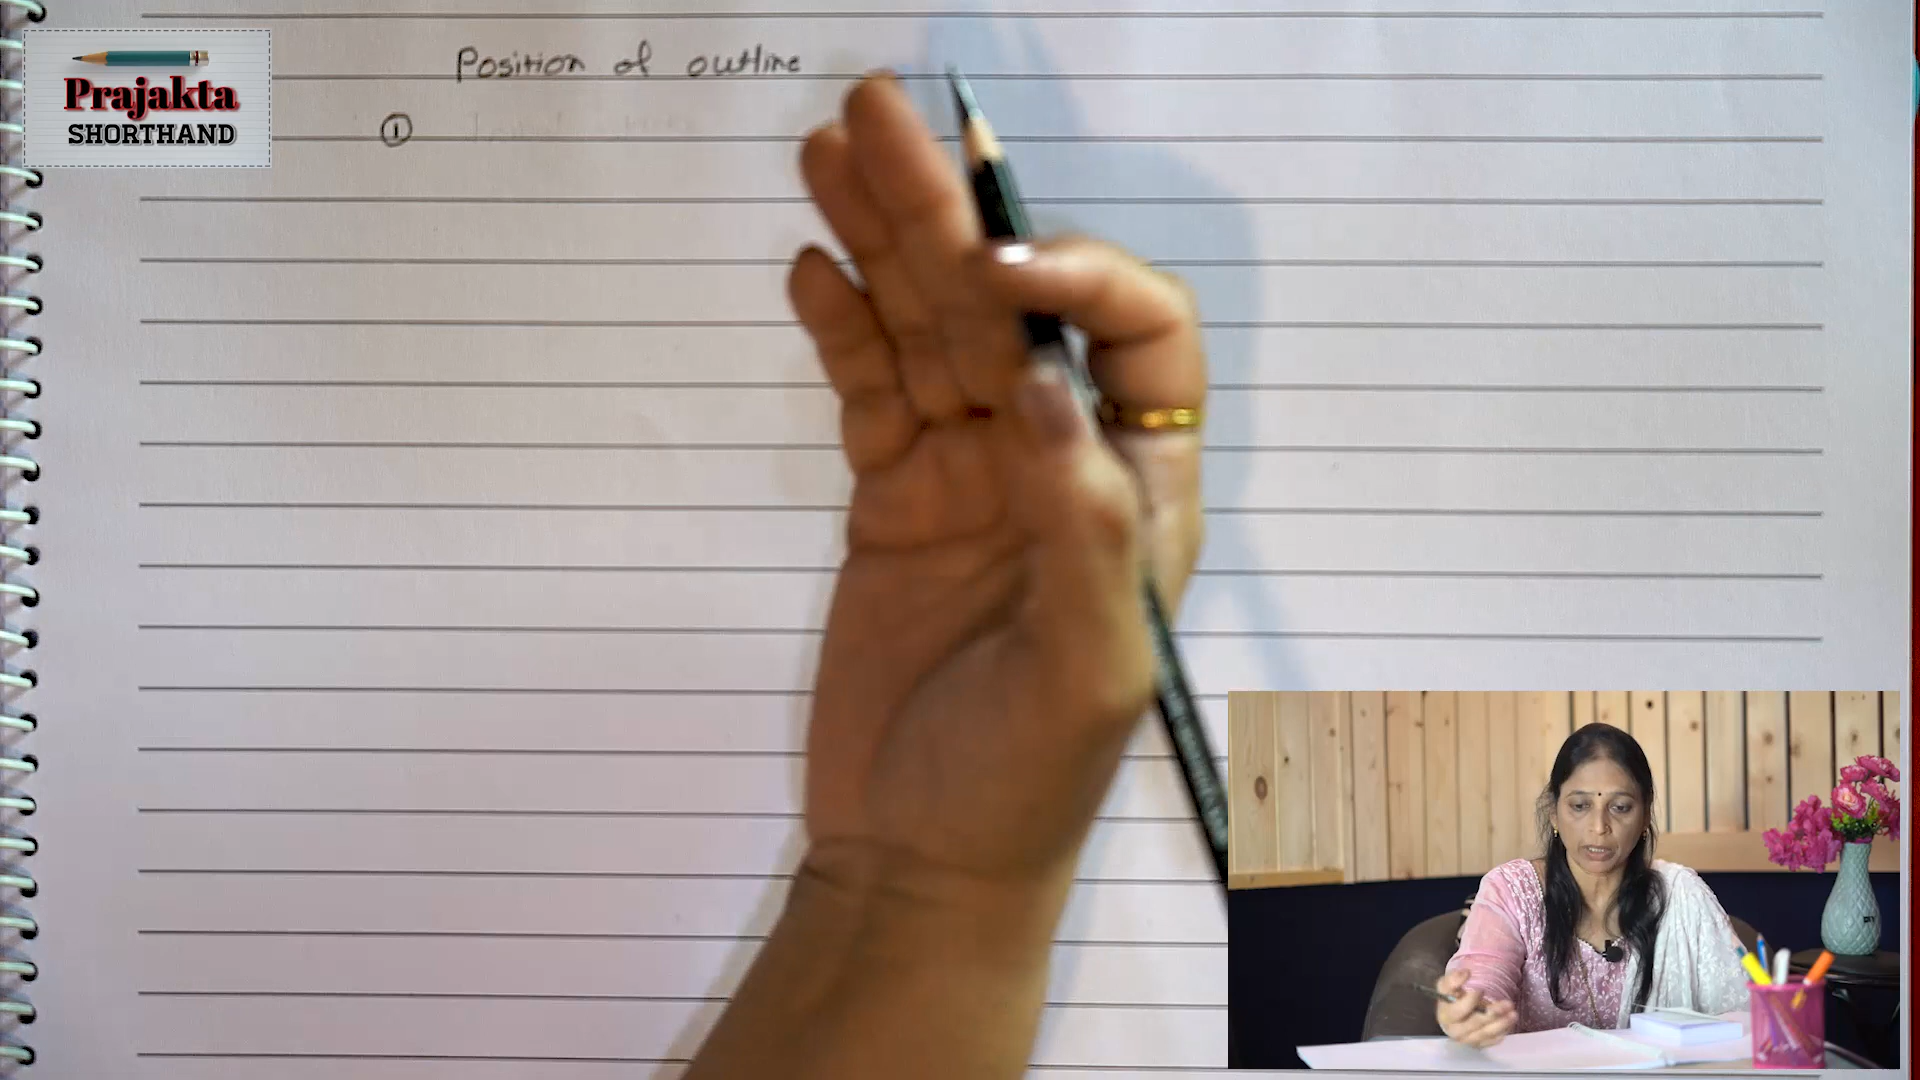 Prajakta
SHORTHAND
Position of outline
①